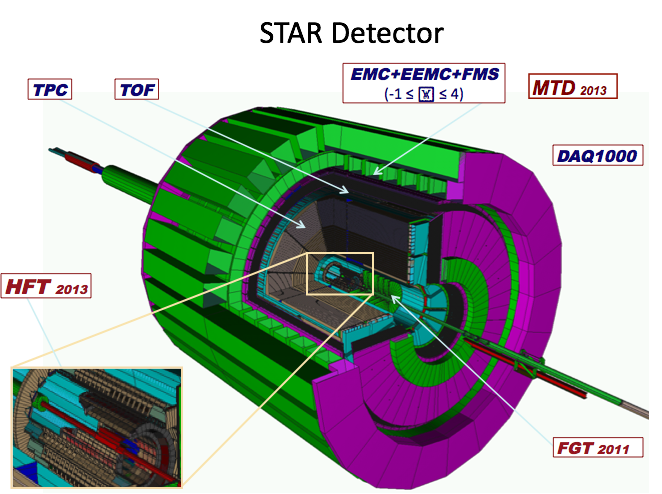 STAR Detector
TPC
TOF
EMC+EEMC+FMS
(-1 ≤ ≤ 4)
MTD 2013
DAQ1000
HFT 2013
FGT 2011